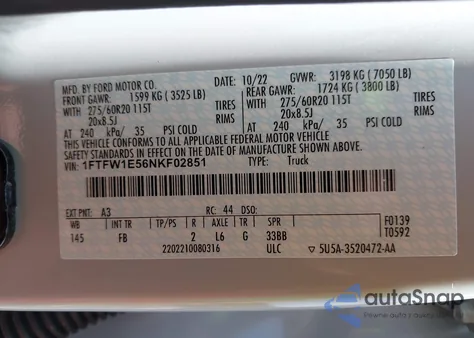 MFD. BY FORD MOTOR CO. 10/22 GVWR: 3198 KG (7050 LB)
FRONT GAWR: 1599 KG (3525 LB) REAR GAWR: 1724 KG (3800 LB)
WITH 275/60R20 115T TIRES WITH 275/60R20 115T TIRES
20x8.5J RIMS 20x8.5J RIMS
AT 240 kPa/ 35 PSI COLD AT 240 kPa/ 35 PSI COLD
THIS VEHICLE CONFORMS TO ALL APPLICABLE FEDERAL MOTOR VEHICLE
SAFETY STANDARDS IN EFFECT ON THE DATE OF MANUFACTURE SHOWN ABOVE.
VIN: 1FTFW1E56NKF02851 TYPE: Truck
EXT PNT: A3 RC: 44 DSO: F0139
WB INT TR TP/PS R AXLE TR SPR T0592
145 FB 2 L6 G 33BB
2202210080316 ULC 5U5A-3520472-AA
autoSnap